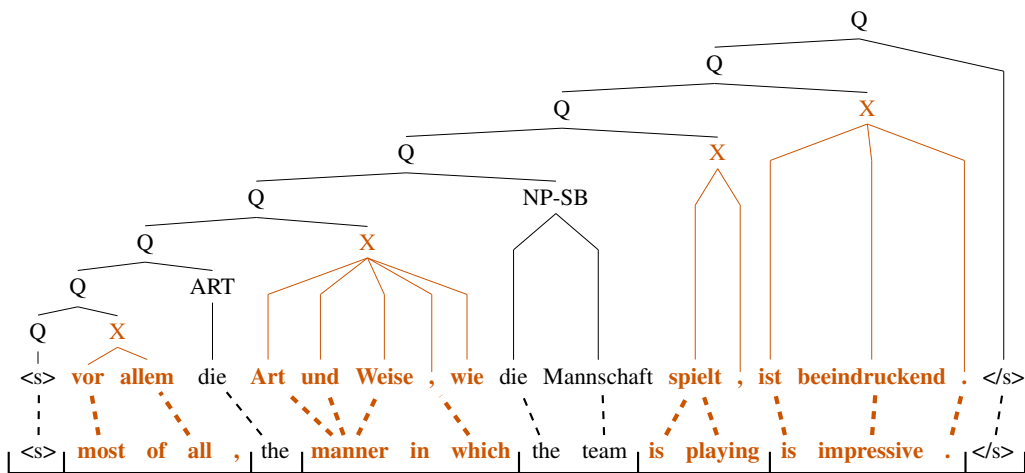 Q
Q
Q X
Q X
Q NP-SB
Q X
Q ART
Q X
<s> vor allem die Art und Weise , wie die Mannschaft spielt , ist beeindruckend . </s>
<s> most of all , the manner in which the team is playing is impressive . </s>